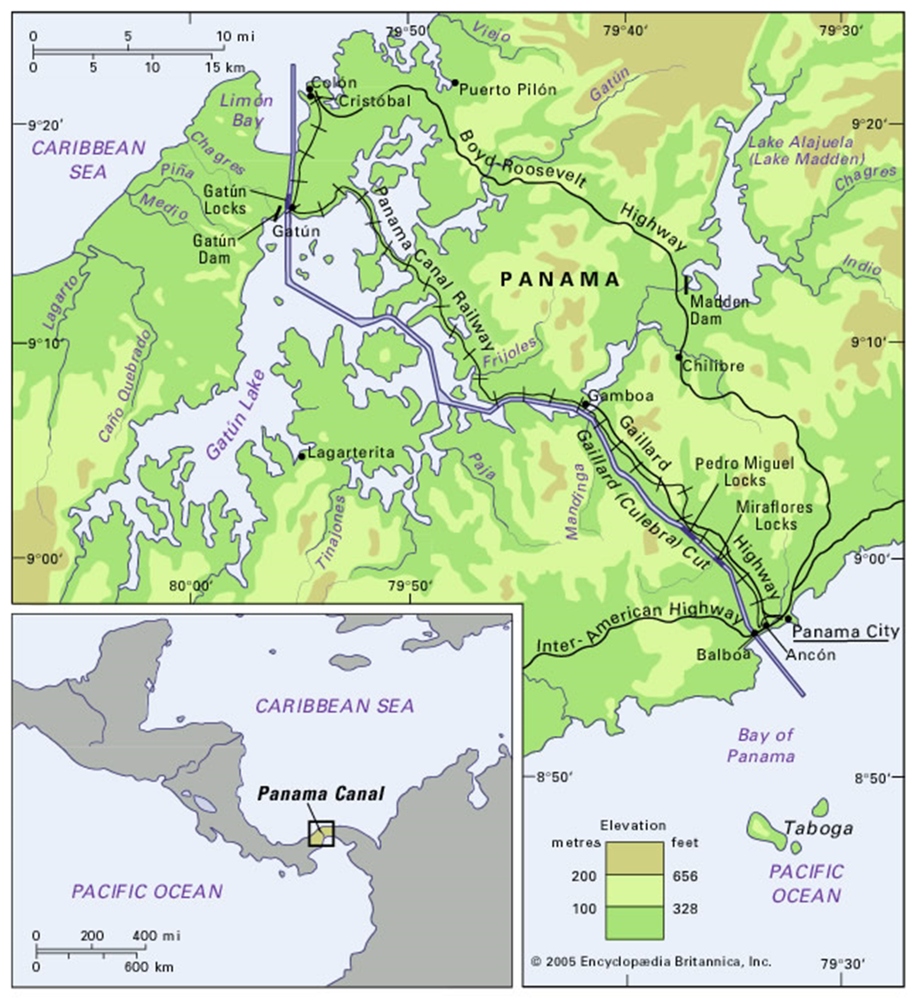 0 5 10 mi
0 5 10 15 km
79°50'
79°40'
79°30'
Viejo
Colón
Cristóbal
Puerto Pilón
Gatún
Limón
Bay
9°20'
9°20'
CARIBBEAN
SEA
Chagres
Piña
Medio
Boyd-Roosevelt
Highway
Lake Alajuela
(Lake Madden)
Chagres
Gatún
Locks
Gatún
Gatún
Dam
Panama Canal Railway
PANAMA
Indio
Lagarto
Madden
Dam
9°10'
9°10'
Caño Quebrado
Frijoles
Chilibre
Gatún Lake
Gamboa
Lagarterita
Gaillard
Highway
Gaillard (Culebra) Cut
Paja
Mandinga
Tinajones
Pedro Miguel
Locks
Miraflores
Locks
9°00'
9°00'
80°00'
79°50'
Inter-American Highway
Panama City
Balboa
Ancón
Bay of
Panama
8°50'
8°50'
Taboga
PACIFIC
OCEAN
Elevation
metres feet
200 656
100 328
© 2005 Encyclopædia Britannica, Inc.
79°30'
CARIBBEAN SEA
Panama Canal
PACIFIC OCEAN
0 200 400 mi
0 600 km